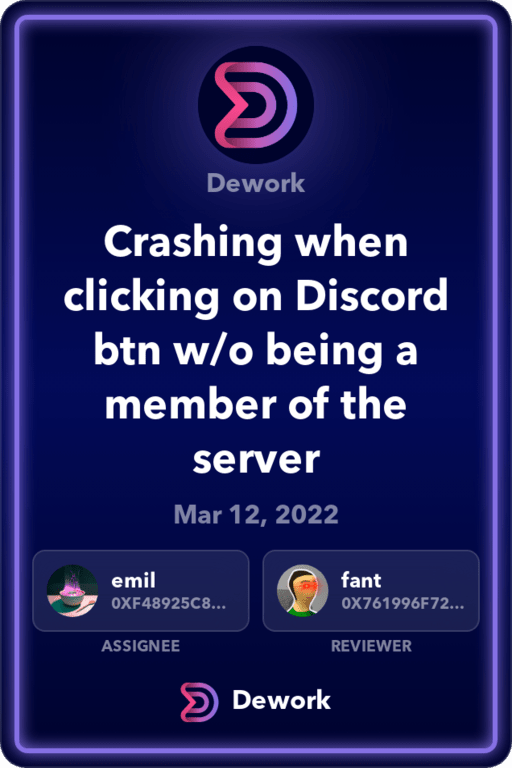 Dework
Crashing when
clicking on Discord
btn w/o being a
member of the
server
Mar 12, 2022
emil
0XF48925C8...
fant
0X761996F72...
ASSIGNEE
REVIEWER
Dework